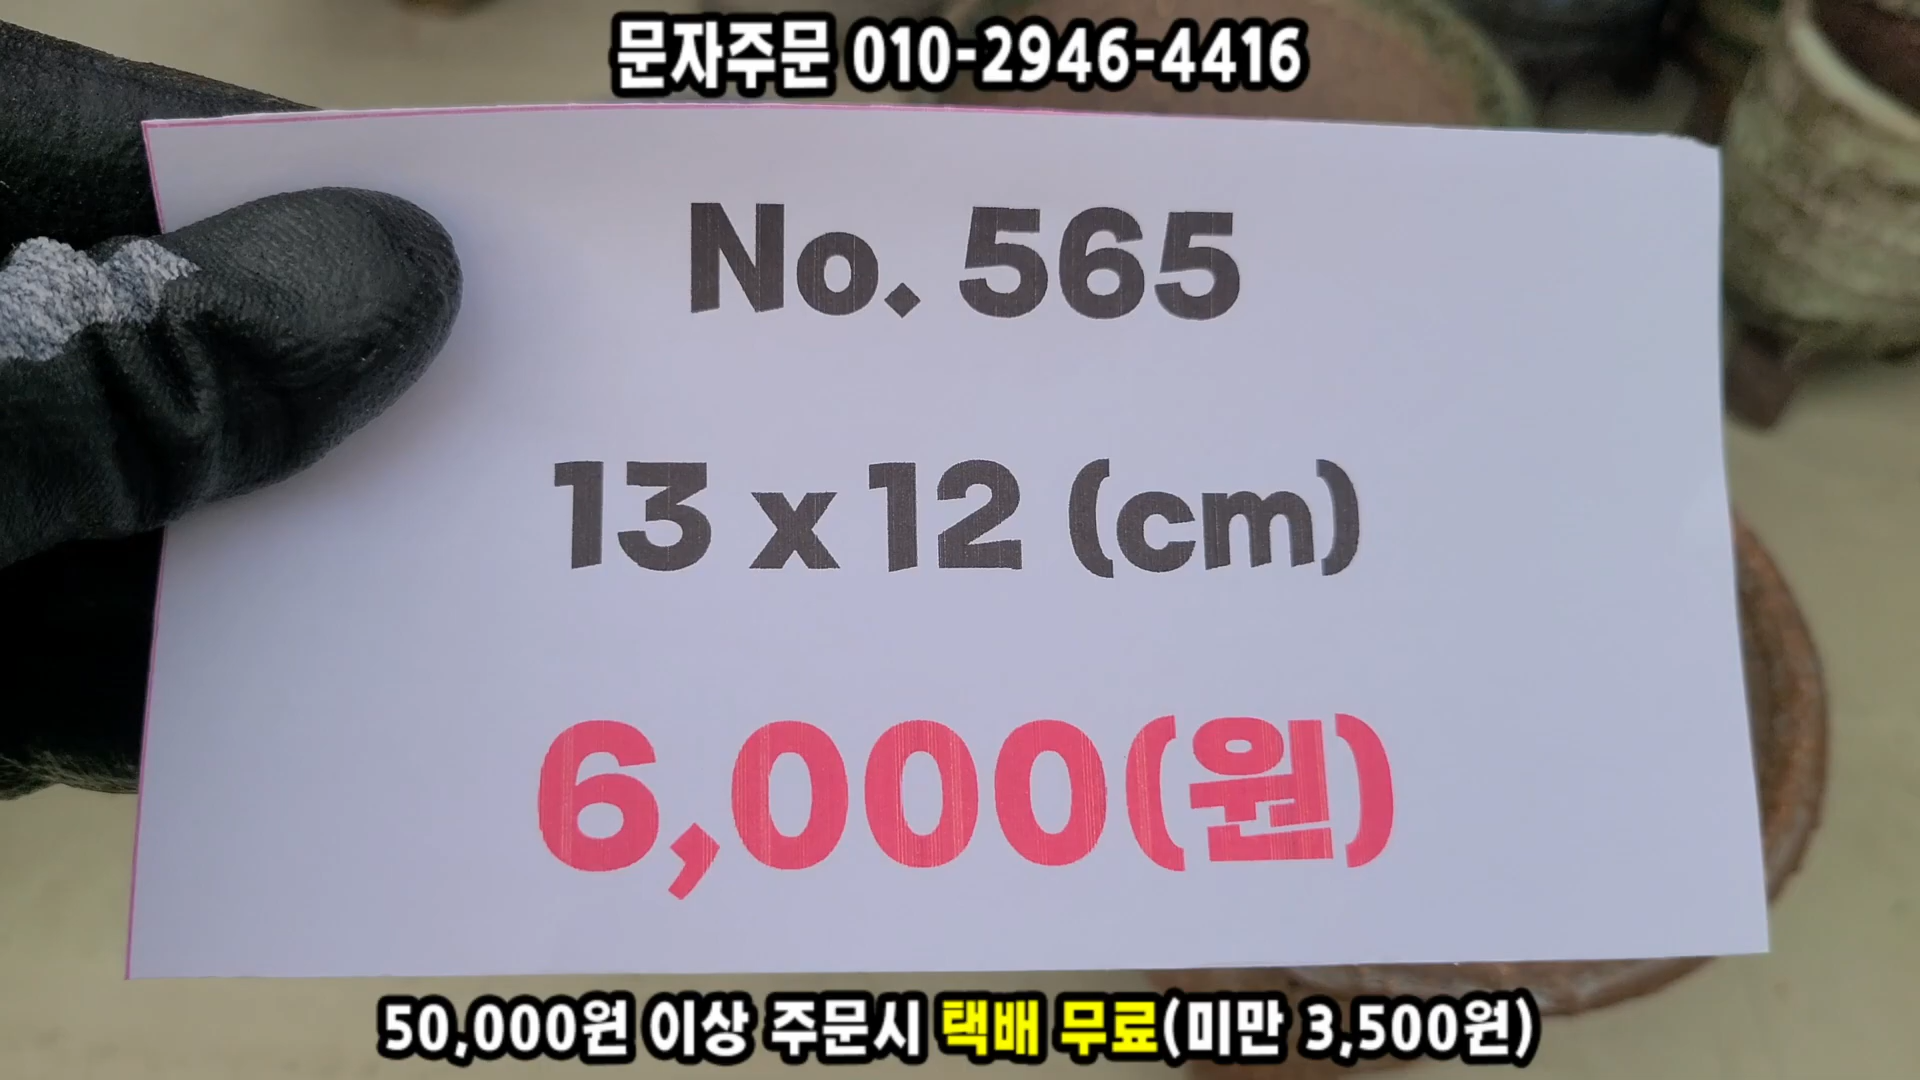 문자주문 010-2946-4416
No. 565
13 x 12 (cm)
6,000(원)
50,000원 이상 주문시 택배 무료(미만 3,500원)